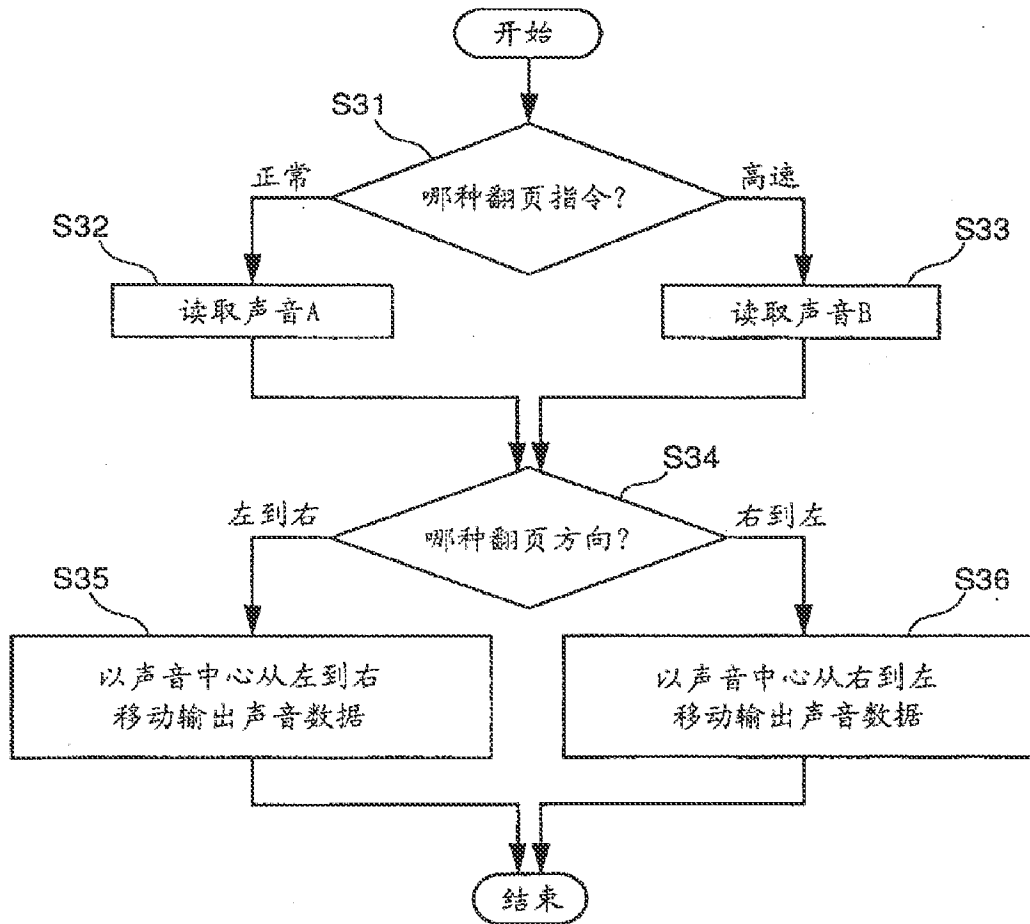 开始
S31
哪种翻页指令?
正常
高速
S32
读取声音A
S33
读取声音B
S34
哪种翻页方向?
左到右
右到左
S35
以声音中心从左到右
移动输出声音数据
S36
以声音中心从右到左
移动输出声音数据
结束